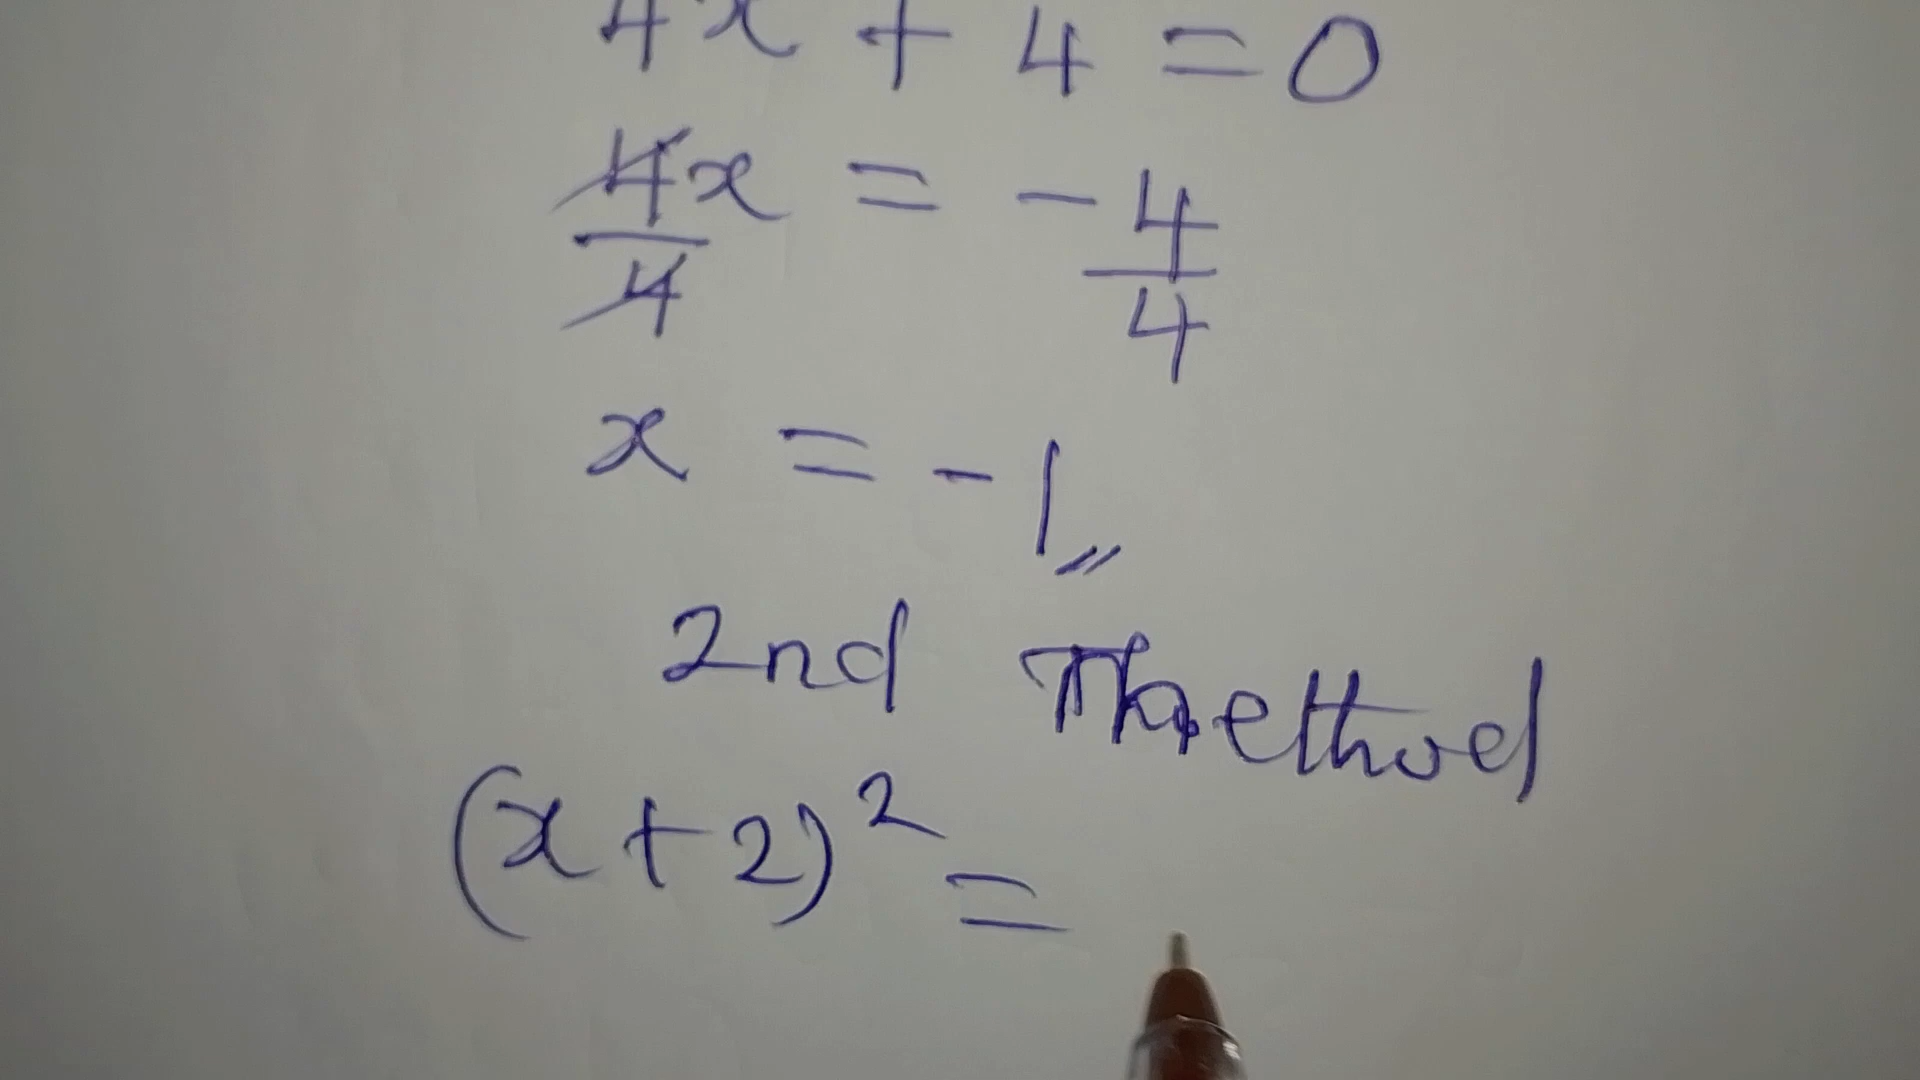 4x + 4 = 0
4x/4 = -4/4
x = -1
2nd Method
(x+2)² =